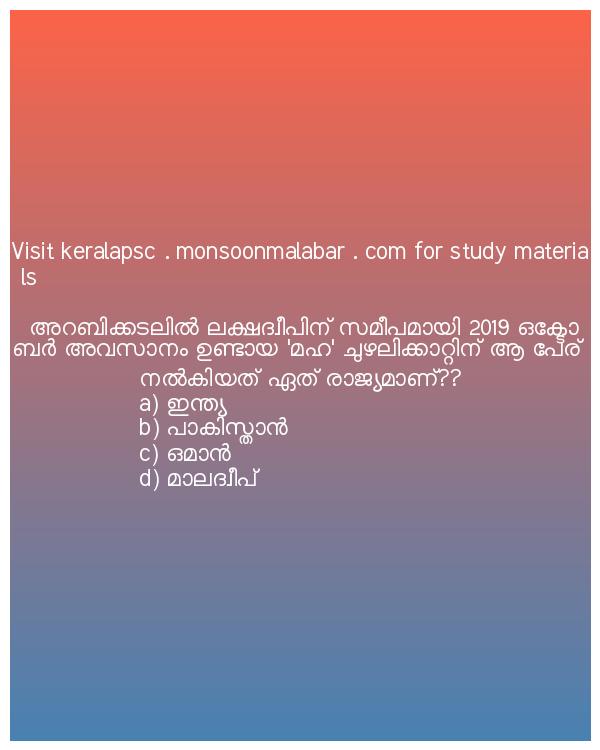 Visit keralapsc . monsoonmalabar . com for study materia
ls
അറബിക്കടലിൽ ലക്ഷദ്വീപിന് സമീപമായി 2019 ഒക്ടോ
ബർ അവസാനം ഉണ്ടായ 'മഹ' ചുഴലിക്കാറ്റിന് ആ പേര്
നൽകിയത് ഏത് രാജ്യമാണ്??
a) ഇന്ത്യ
b) പാകിസ്താൻ
c) ഒമാൻ
d) മാലദ്വീപ്